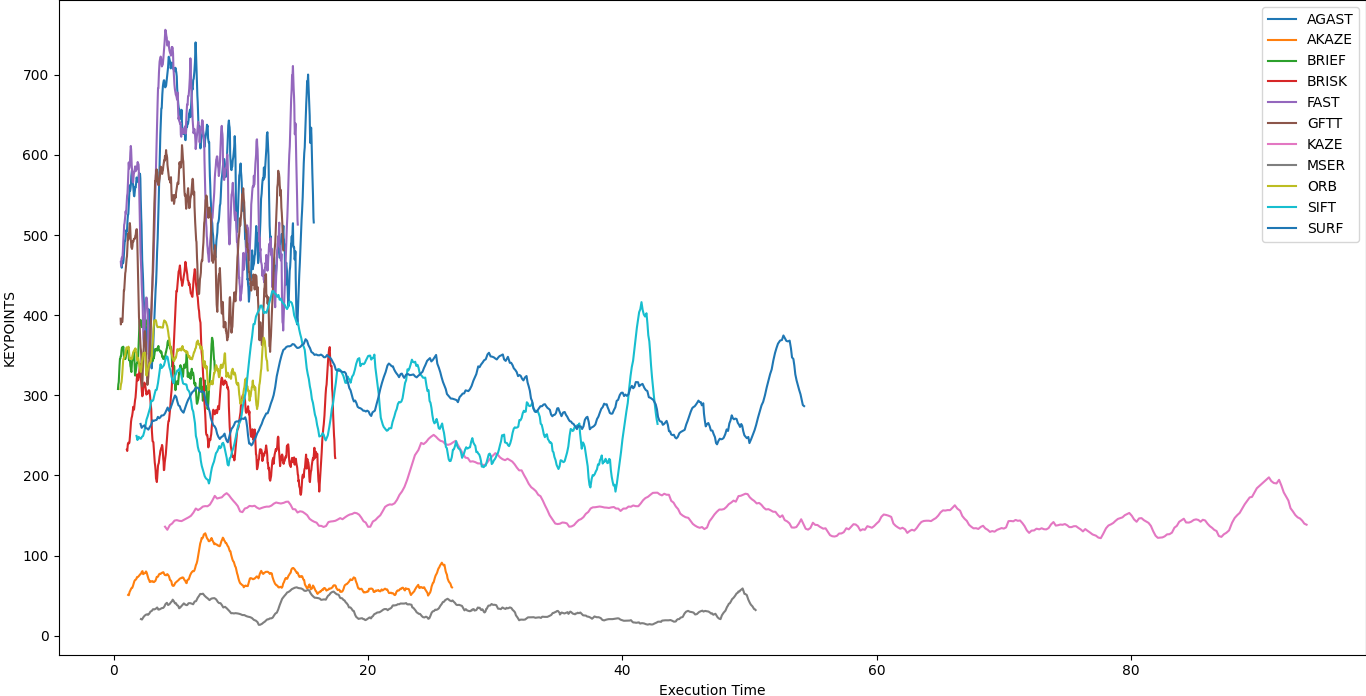 KEYPOINTS
700
600
500
400
300
200
100
0
0 20 40 60 80
Execution Time
AGAST
AKAZE
BRIEF
BRISK
FAST
GFTT
KAZE
MSER
ORB
SIFT
SURF